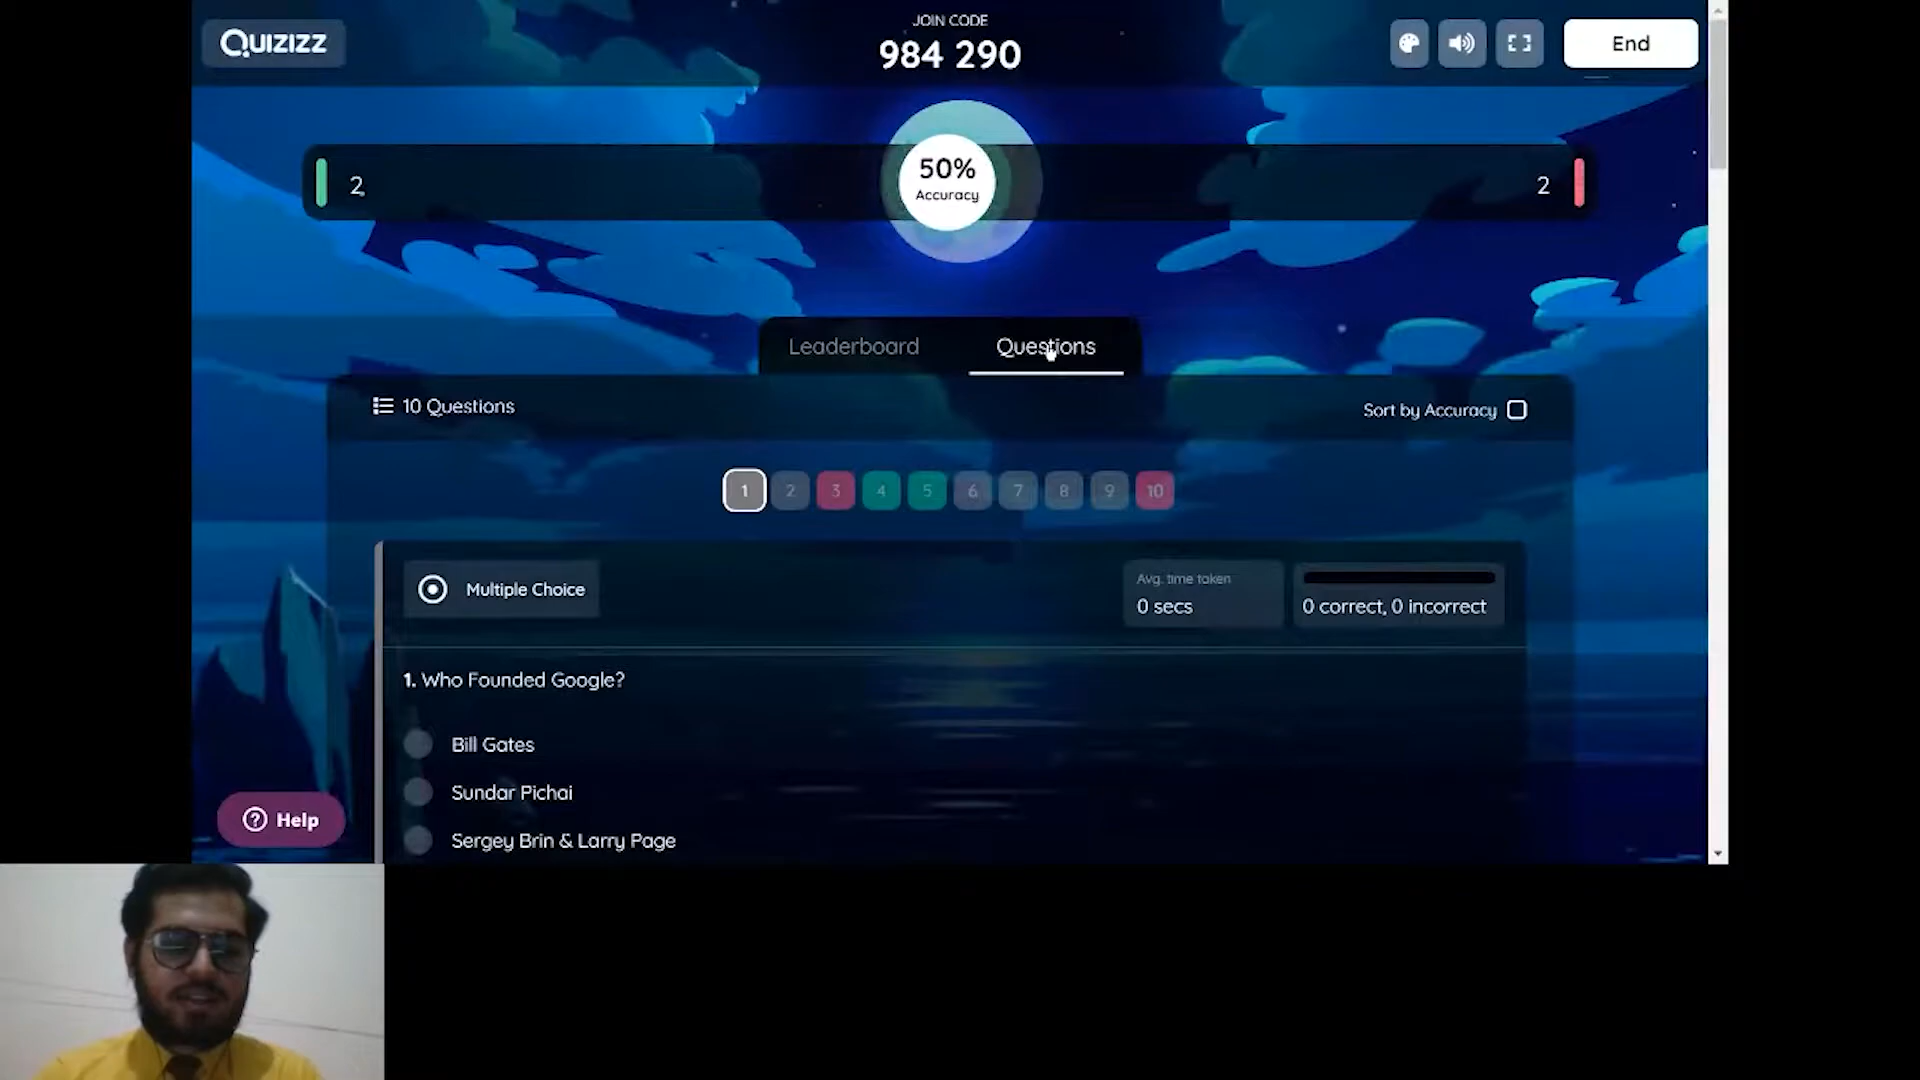 Quizizz
JOIN CODE
984 290
End
2
50%
Accuracy
2
Leaderboard
Questions
10 Questions
Sort by Accuracy
1 2 3 4 5 6 7 8 9 10
Multiple Choice
Avg. time taken
0 secs
0 correct, 0 incorrect
1. Who Founded Google?
Bill Gates
Sundar Pichai
Sergey Brin & Larry Page
? Help